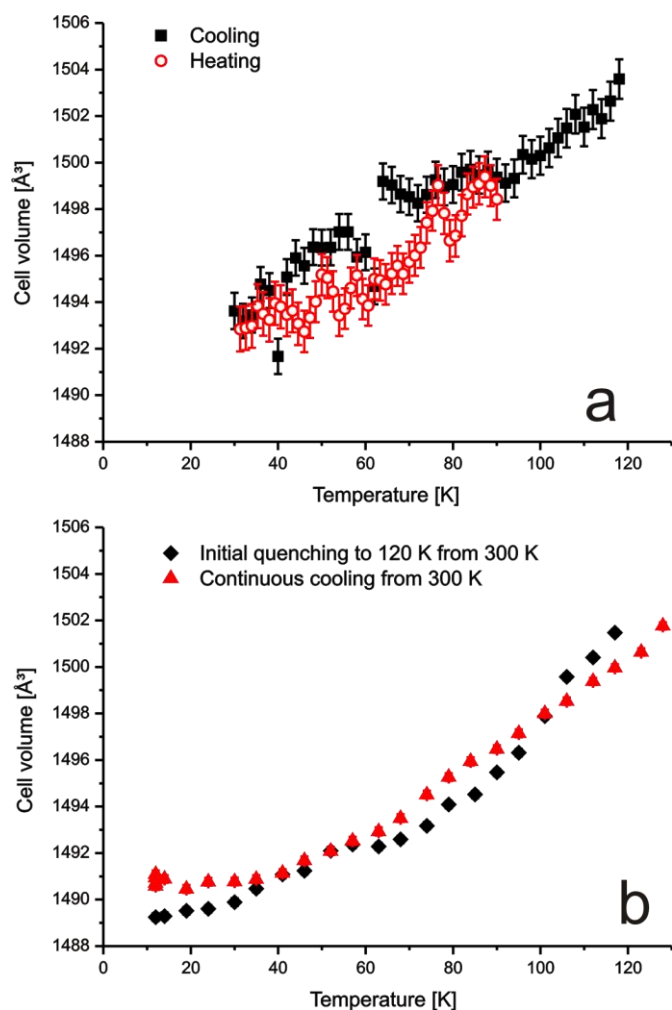 1506
1504
1502
1500
1498
1496
1494
1492
1490
1488
Cell volume [Å³]
Cooling
Heating
a
0 20 40 60 80 100 120
Temperature [K]
1506
1504
1502
1500
1498
1496
1494
1492
1490
1488
Cell volume [Å³]
Initial quenching to 120 K from 300 K
Continuous cooling from 300 K
b
0 20 40 60 80 100 120
Temperature [K]